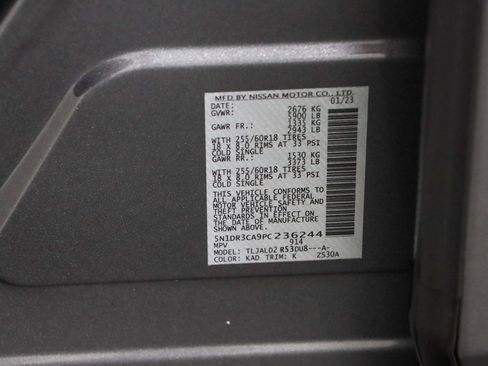 MFD BY NISSAN MOTOR CO., LTD.
DATE: 01/23
GVWR: 2676 KG
5900 LB
GAWR FR.: 1335 KG
2943 LB
WITH 255/60R18 TIRES
18 X 8.0 RIMS AT 33 PSI
COLD SINGLE
GAWR RR.: 1530 KG
3373 LB
WITH 255/60R18 TIRES
18 X 8.0 RIMS AT 33 PSI
COLD SINGLE
THIS VEHICLE CONFORMS TO
ALL APPLICABLE FEDERAL
MOTOR VEHICLE SAFETY AND
THEFT PREVENTION
STANDARDS IN EFFECT ON
THE DATE OF MANUFACTURE
SHOWN ABOVE.
5N1DR3CA9PC236244
MPV 914
MODEL: TLJALDZ R53DU8---A-
COLOR: KAD TRIM: K ZS30A